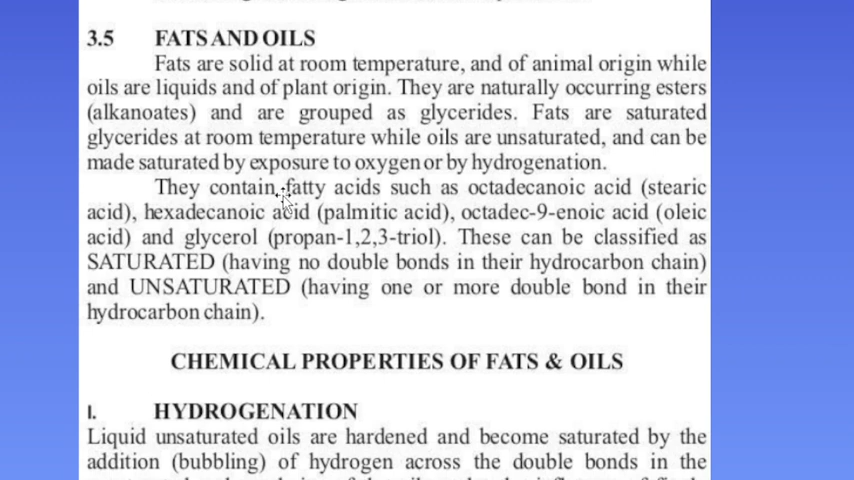 3.5 FATS AND OILS
Fats are solid at room temperature, and of animal origin while
oils are liquids and of plant origin. They are naturally occurring esters
(alkanoates) and are grouped as glycerides. Fats are saturated
glycerides at room temperature while oils are unsaturated, and can be
made saturated by exposure to oxygen or by hydrogenation.
They contain fatty acids such as octadecanoic acid (stearic
acid), hexadecanoic acid (palmitic acid), octadec-9-enoic acid (oleic
acid) and glycerol (propan-1,2,3-triol). These can be classified as
SATURATED (having no double bonds in their hydrocarbon chain)
and UNSATURATED (having one or more double bond in their
hydrocarbon chain).
CHEMICAL PROPERTIES OF FATS & OILS
I. HYDROGENATION
Liquid unsaturated oils are hardened and become saturated by the
addition (bubbling) of hydrogen across the double bonds in the